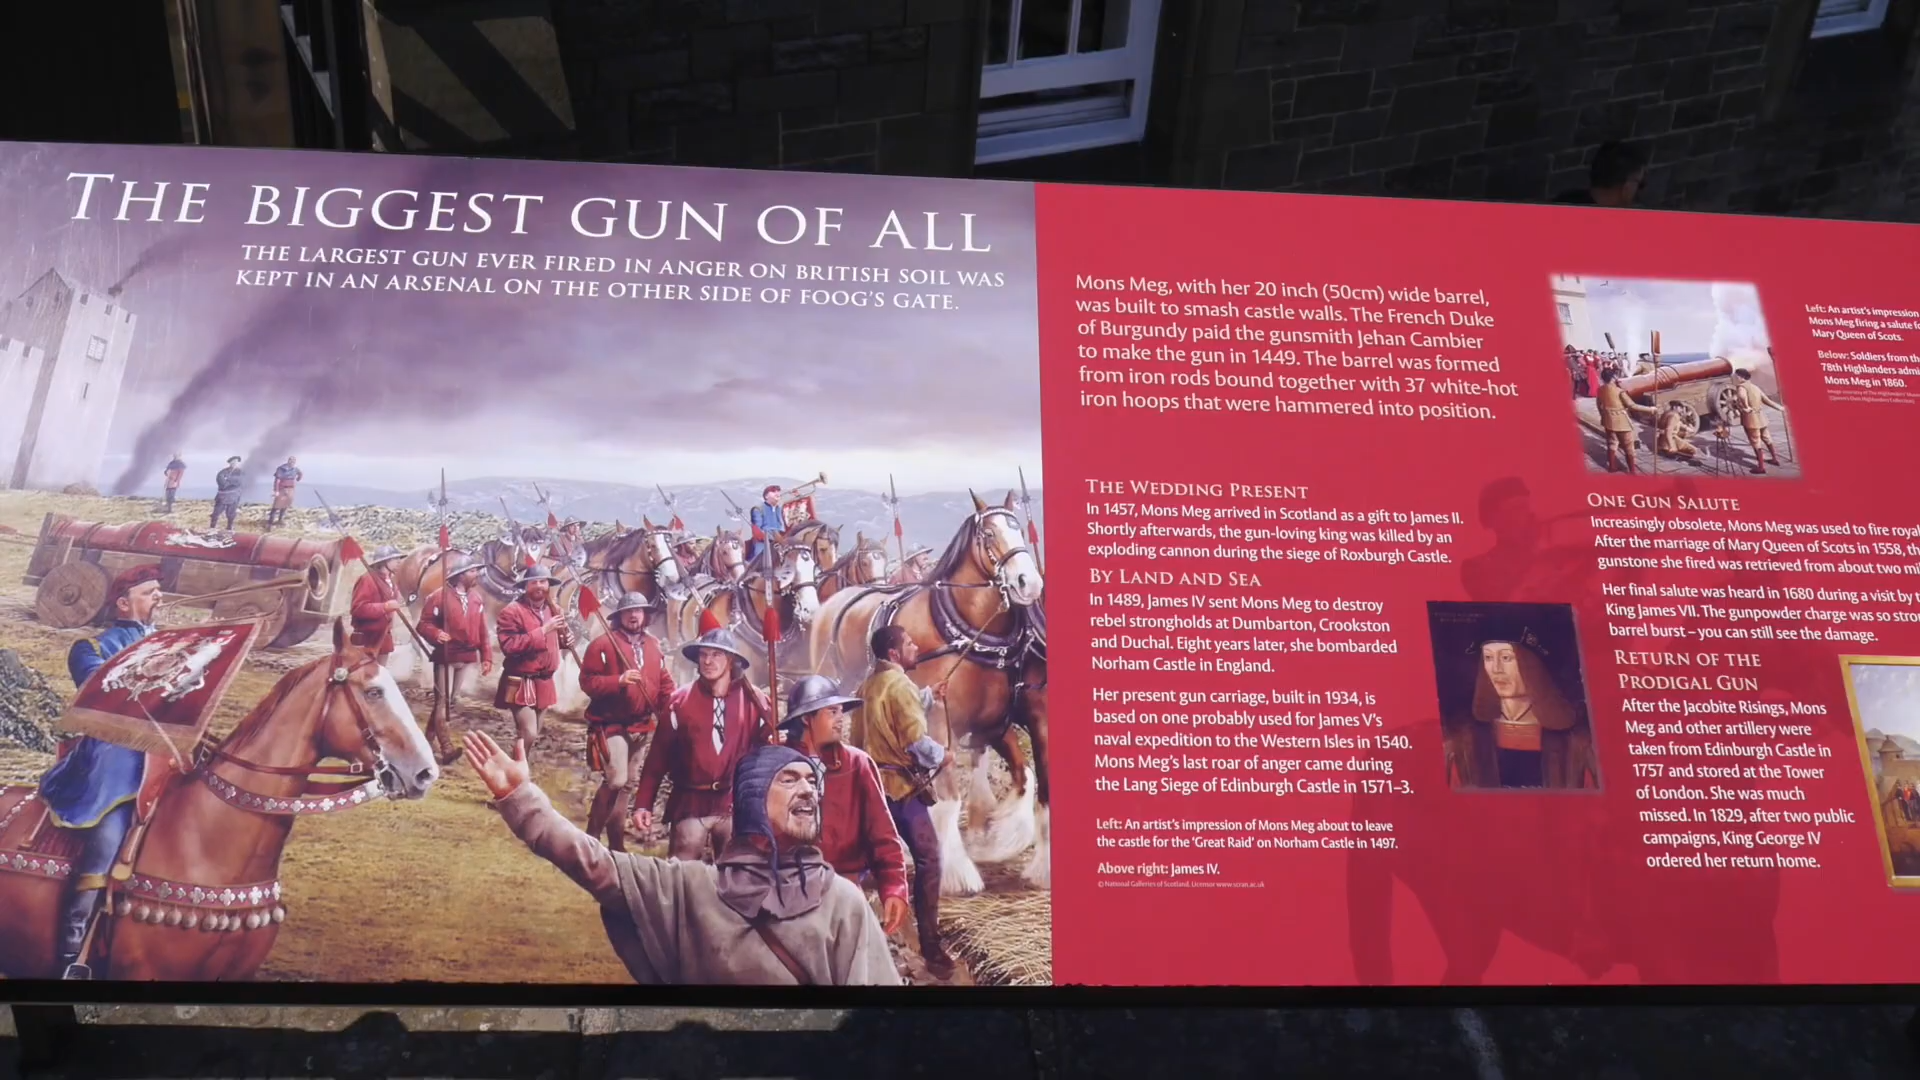 THE BIGGEST GUN OF ALL
THE LARGEST GUN EVER FIRED IN ANGER ON BRITISH SOIL WAS
KEPT IN AN ARSENAL ON THE OTHER SIDE OF FOOG'S GATE.
Mons Meg, with her 20 inch (50cm) wide barrel,
was built to smash castle walls. The French Duke
of Burgundy paid the gunsmith Jehan Cambier
to make the gun in 1449. The barrel was formed
from iron rods bound together with 37 white-hot
iron hoops that were hammered into position.
THE WEDDING PRESENT
In 1457, Mons Meg arrived in Scotland as a gift to James II.
Shortly afterwards, the gun-loving king was killed by an
exploding cannon during the siege of Roxburgh Castle.
BY LAND AND SEA
In 1489, James IV sent Mons Meg to destroy
rebel strongholds at Dumbarton, Crookston
and Duchal. Eight years later, she bombarded
Norham Castle in England.
Her present gun carriage, built in 1934, is
based on one probably used for James V's
naval expedition to the Western Isles in 1540.
Mons Meg's last roar of anger came during
the Lang Siege of Edinburgh Castle in 1571–3.
Left: An artist's impression of Mons Meg about to leave
the castle for the 'Great Raid' on Norham Castle in 1497.
Above right: James IV.
© National Galleries of Scotland. Licensor www.scran.ac.uk
Left: An artist's impression
Mons Meg firing a salute
Mary Queen of Scots.
Below: Soldiers from
78th Highlanders
Mons Meg in 1860.
ONE GUN SALUTE
Increasingly obsolete, Mons Meg was used to fire
After the marriage of Mary Queen of Scots in 1558,
gunstone she fired was retrieved from about two
Her final salute was heard in 1680 during a visit by
King James VII. The gunpowder charge was so
barrel burst – you can still see the damage.
RETURN OF THE
PRODIGAL GUN
After the Jacobite Risings, Mons
Meg and other artillery were
taken from Edinburgh Castle in
1757 and stored at the Tower
of London. She was much
missed. In 1829, after two public
campaigns, King George IV
ordered her return home.